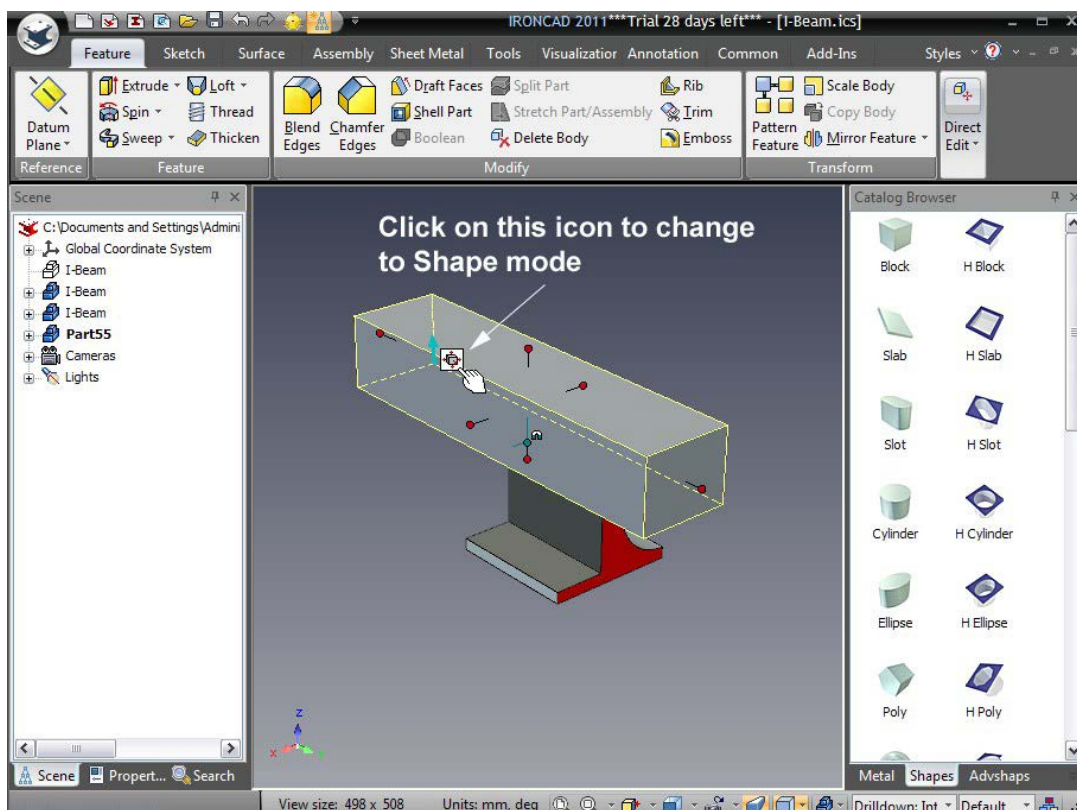 IRONCAD 2011***Trial 28 days left*** - [I-Beam.ics]
Feature Sketch Surface Assembly Sheet Metal Tools Visualization Annotation Common Add-Ins Styles
Extrude Loft Draft Faces Split Part Rib Scale Body
Spin Thread Shell Part Stretch Part/Assembly Trim Copy Body
Sweep Thicken Boolean Delete Body Emboss Mirror Feature
Datum Plane
Blend Edges
Chamfer Edges
Pattern Feature
Direct Edit
Reference Feature Modify Transform
Scene
C:\Documents and Settings\Admini
Global Coordinate System
I-Beam
I-Beam
I-Beam
Part55
Cameras
Lights
Scene Propert... Search
Click on this icon to change
to Shape mode
Z
X
Catalog Browser
Block H Block
Slab H Slab
Slot H Slot
Cylinder H Cylinder
Ellipse H Ellipse
Poly H Poly
Metal Shapes Advshaps
View size: 498 x 508 Units: mm, deg Drilldown: Int Default